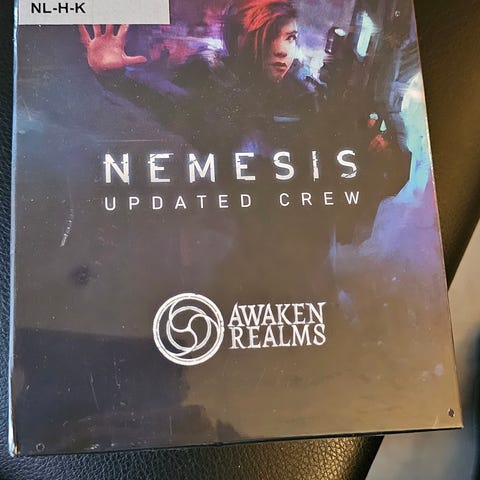 NL-H-K
NEMESIS
UPDATED CREW
AWAKEN
REALMS